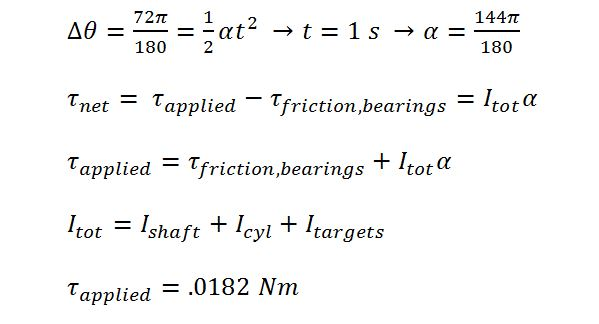 Δθ = 72π/180 = 1/2 αt² → t = 1 s → α = 144π/180
τ_net = τ_applied − τ_friction,bearings = I_tot α
τ_applied = τ_friction,bearings + I_tot α
I_tot = I_shaft + I_cyl + I_targets
τ_applied = .0182 Nm